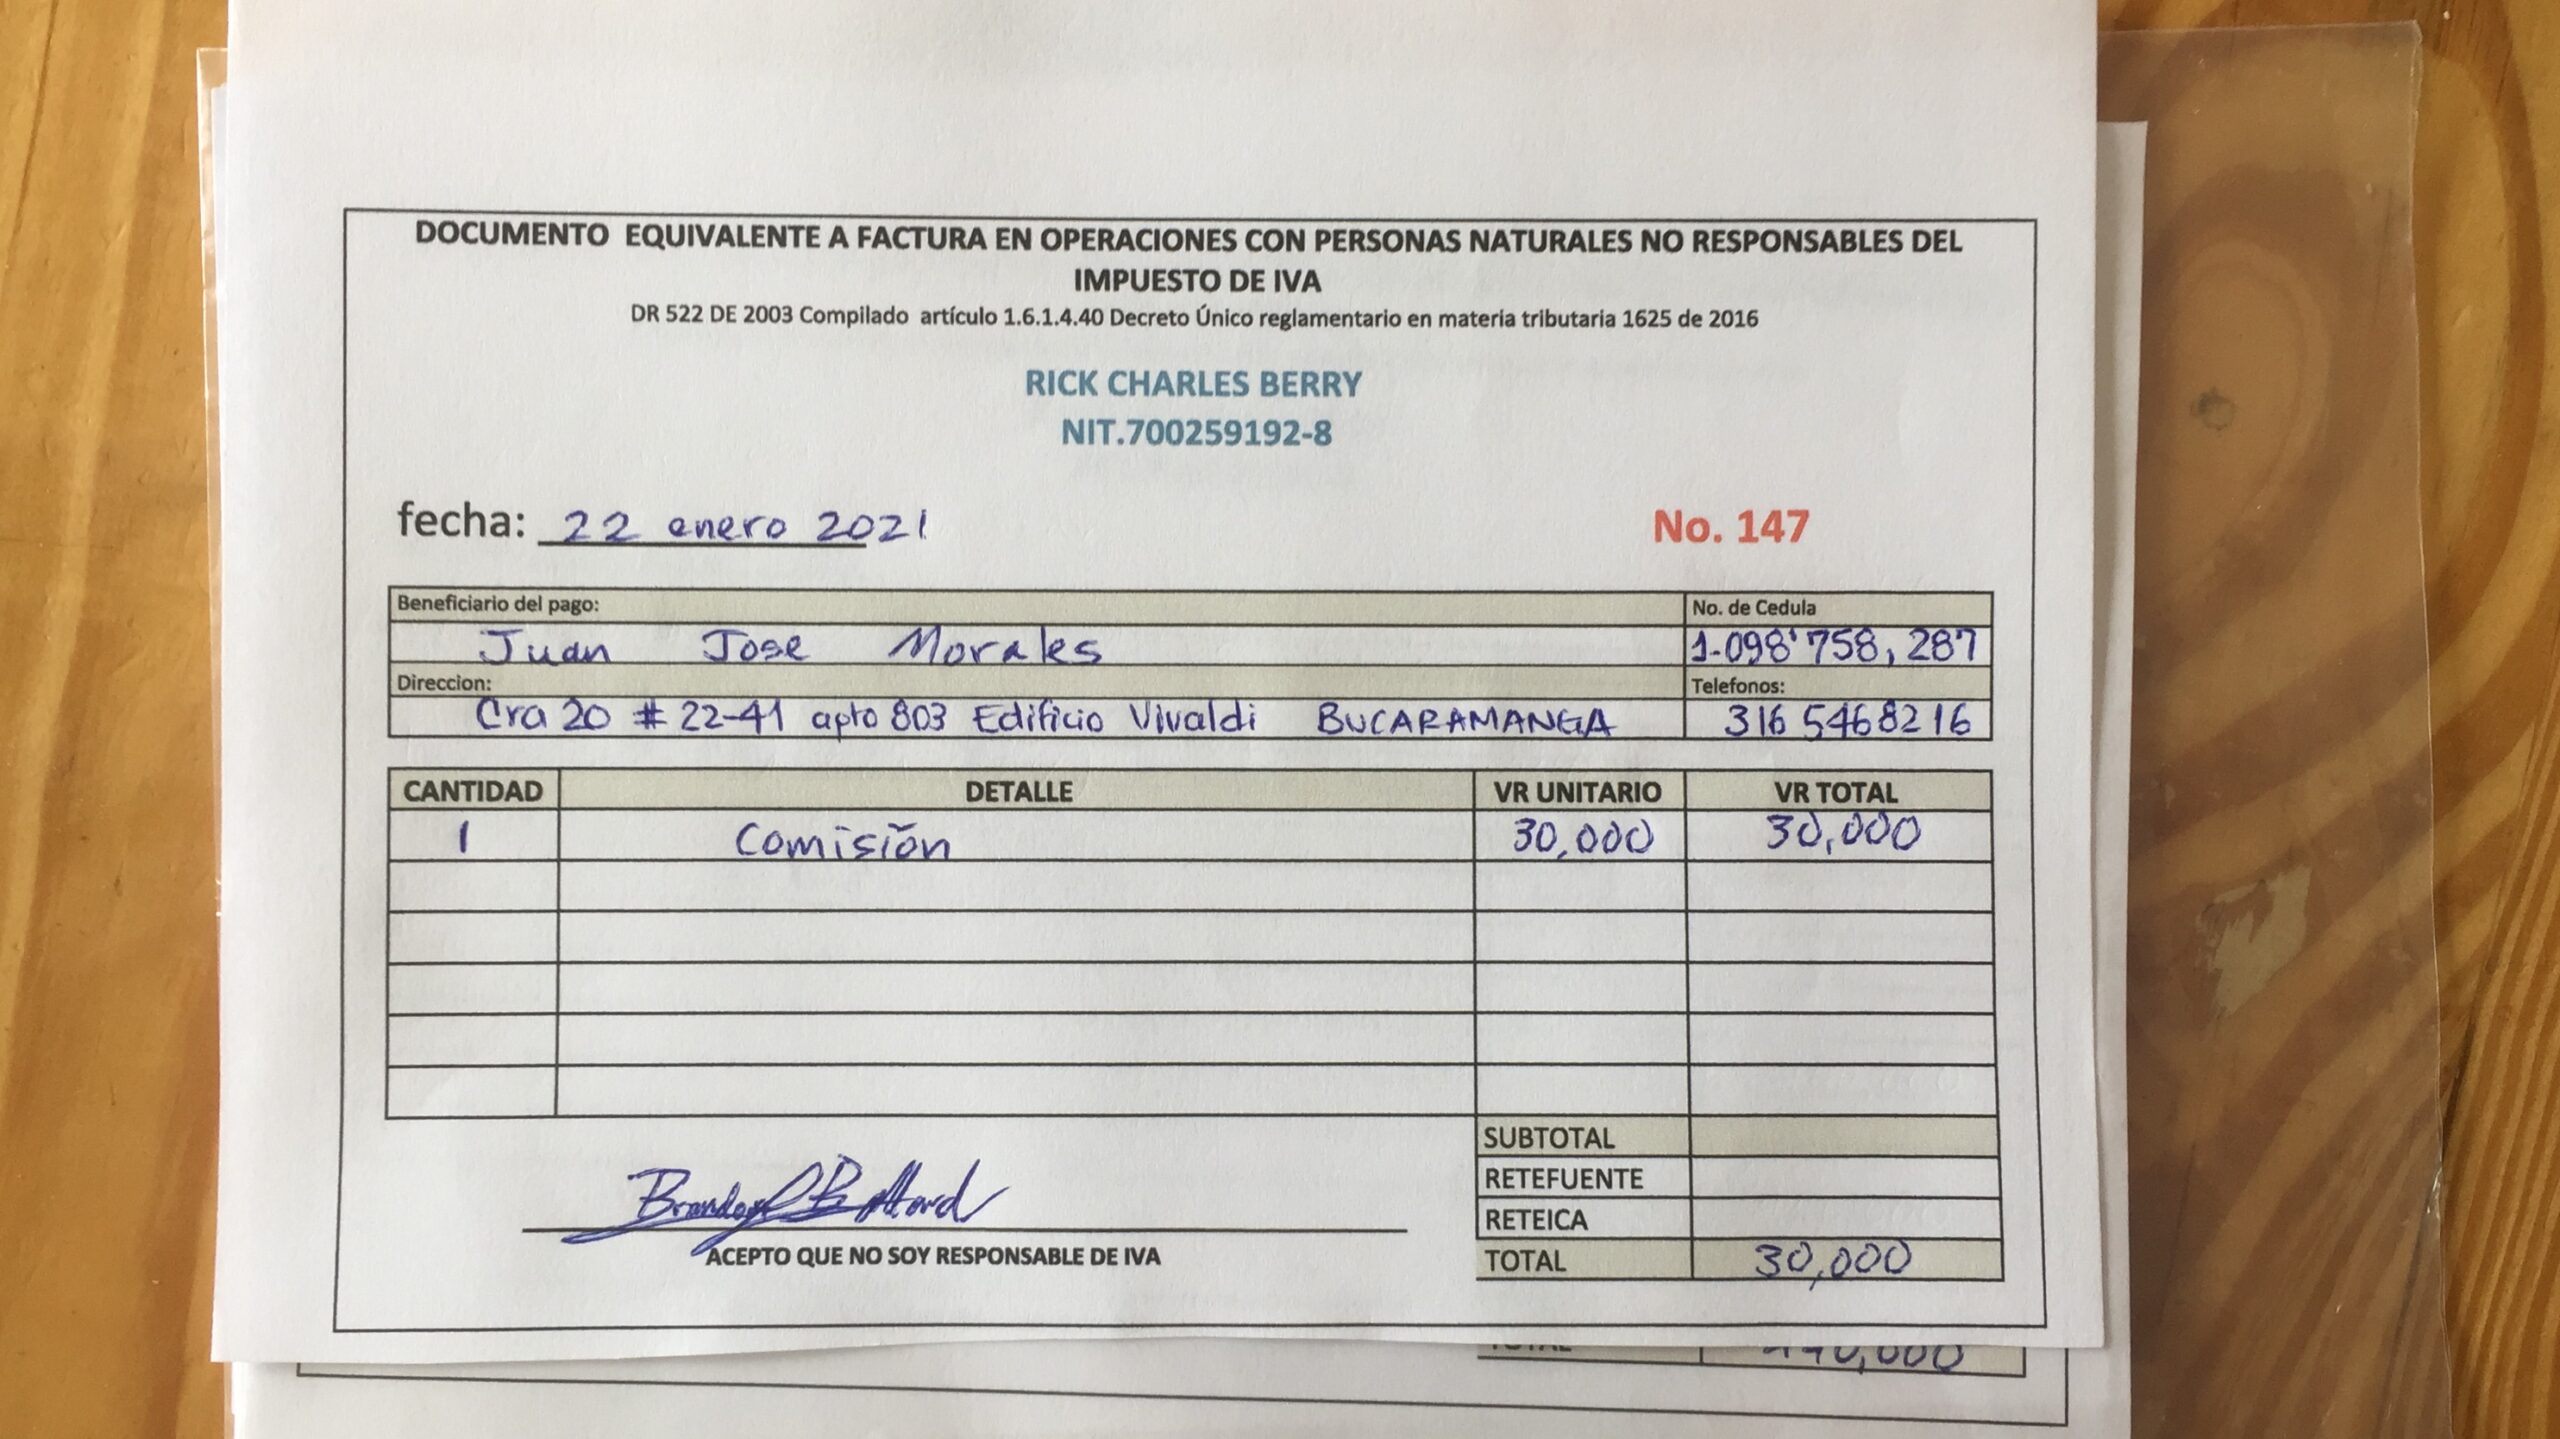 DOCUMENTO EQUIVALENTE A FACTURA EN OPERACIONES CON PERSONAS NATURALES NO RESPONSABLES DEL
IMPUESTO DE IVA
DR 522 DE 2003 Compilado artículo 1.6.1.4.40 Decreto Único reglamentario en materia tributaria 1625 de 2016
RICK CHARLES BERRY
NIT.700259192-8
fecha: 22 enero 2021 No. 147
Beneficiario del pago: No. de Cedula
Juan Jose Morales 1.098'758,287
Direccion: Telefonos:
Cra 20 # 22-41 apto 803 Edificio Vivaldi BUCARAMANGA 316 5468216
CANTIDAD DETALLE VR UNITARIO VR TOTAL
1 Comisión 30,000 30,000
SUBTOTAL
RETEFUENTE
RETEICA
ACEPTO QUE NO SOY RESPONSABLE DE IVA
TOTAL 30,000